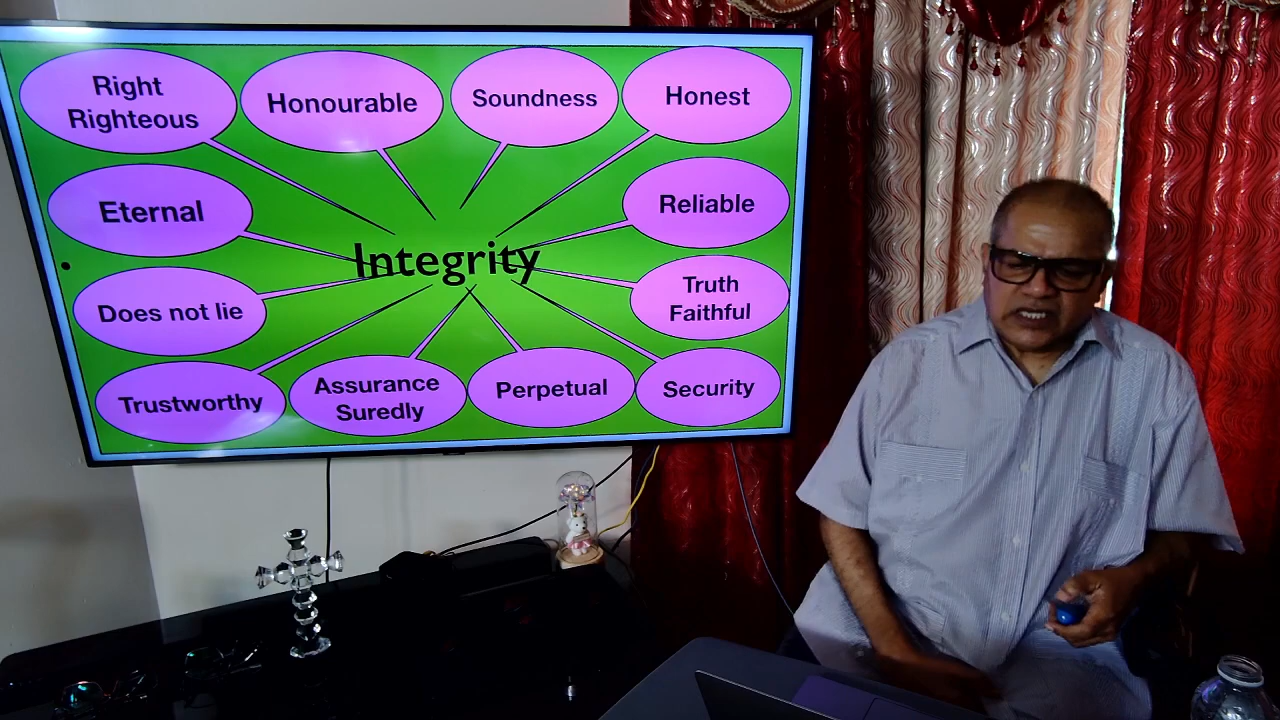 Right
Righteous
Honourable
Soundness
Honest
Eternal
Reliable
Integrity
Does not lie
Truth
Faithful
Trustworthy
Assurance
Suredly
Perpetual
Security